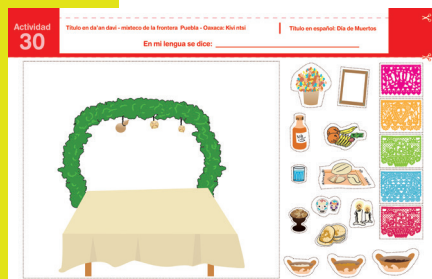 Actividad
30
Título en da'an davi - mixteco de la frontera Puebla - Oaxaca: Kivi ntsi
Título en español: Día de Muertos
En mi lengua se dice: